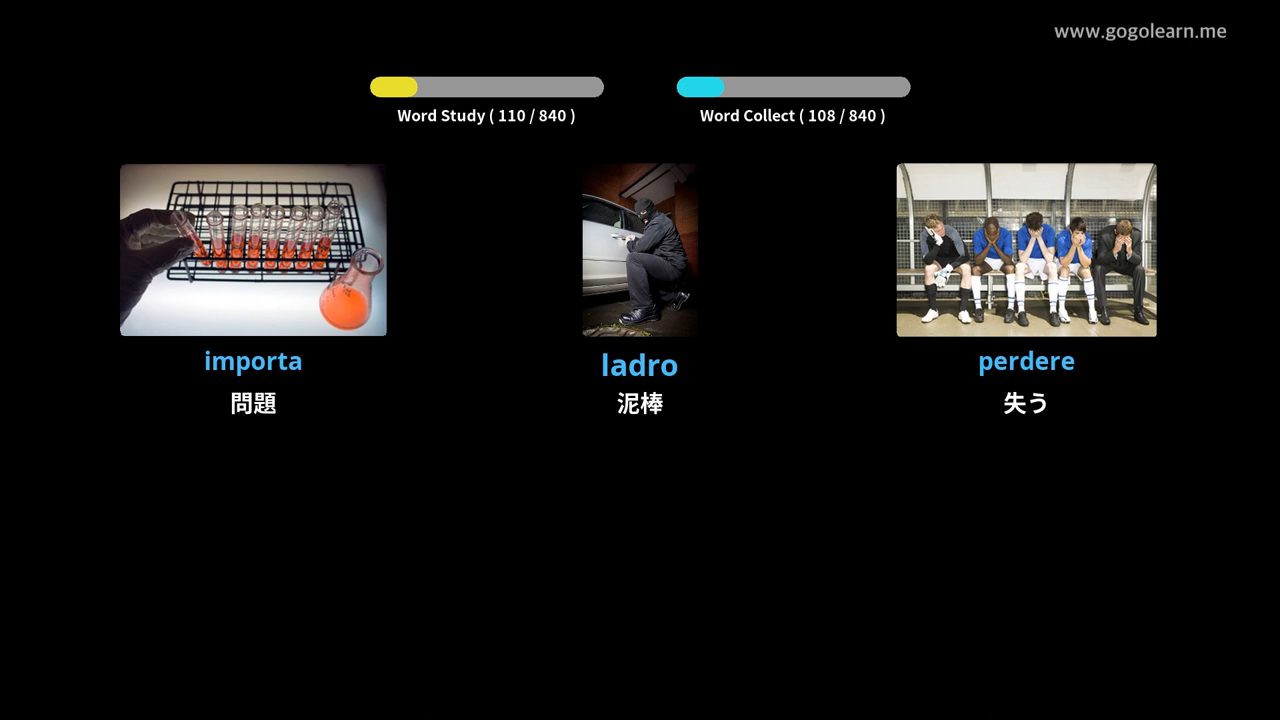 www.gogolearn.me
Word Study ( 110 / 840 )
Word Collect ( 108 / 840 )
importa
ladro
perdere
問題
泥棒
失う